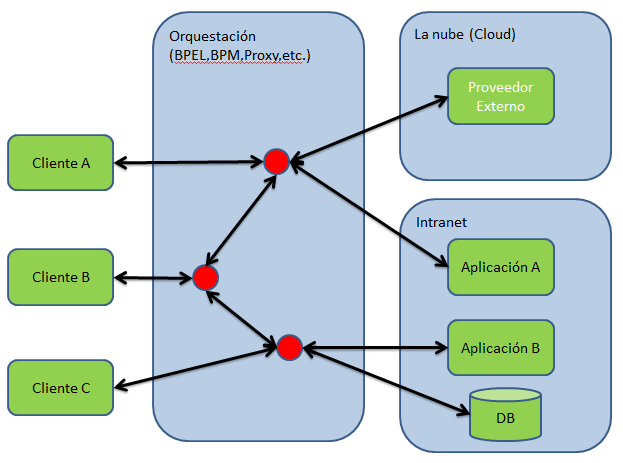 Orquestación
(BPEL,BPM,Proxy,etc.)
La nube (Cloud)
Proveedor
Externo
Cliente A
Cliente B
Cliente C
Intranet
Aplicación A
Aplicación B
DB